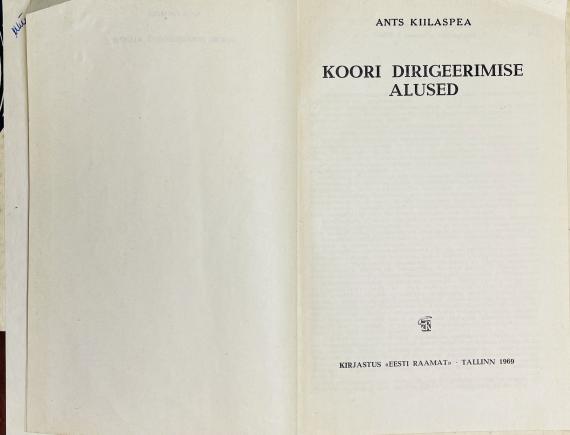 ANTS KIILASPEA
KOORI DIRIGEERIMISE
ALUSED
KIRJASTUS «EESTI RAAMAT» · TALLINN 1969